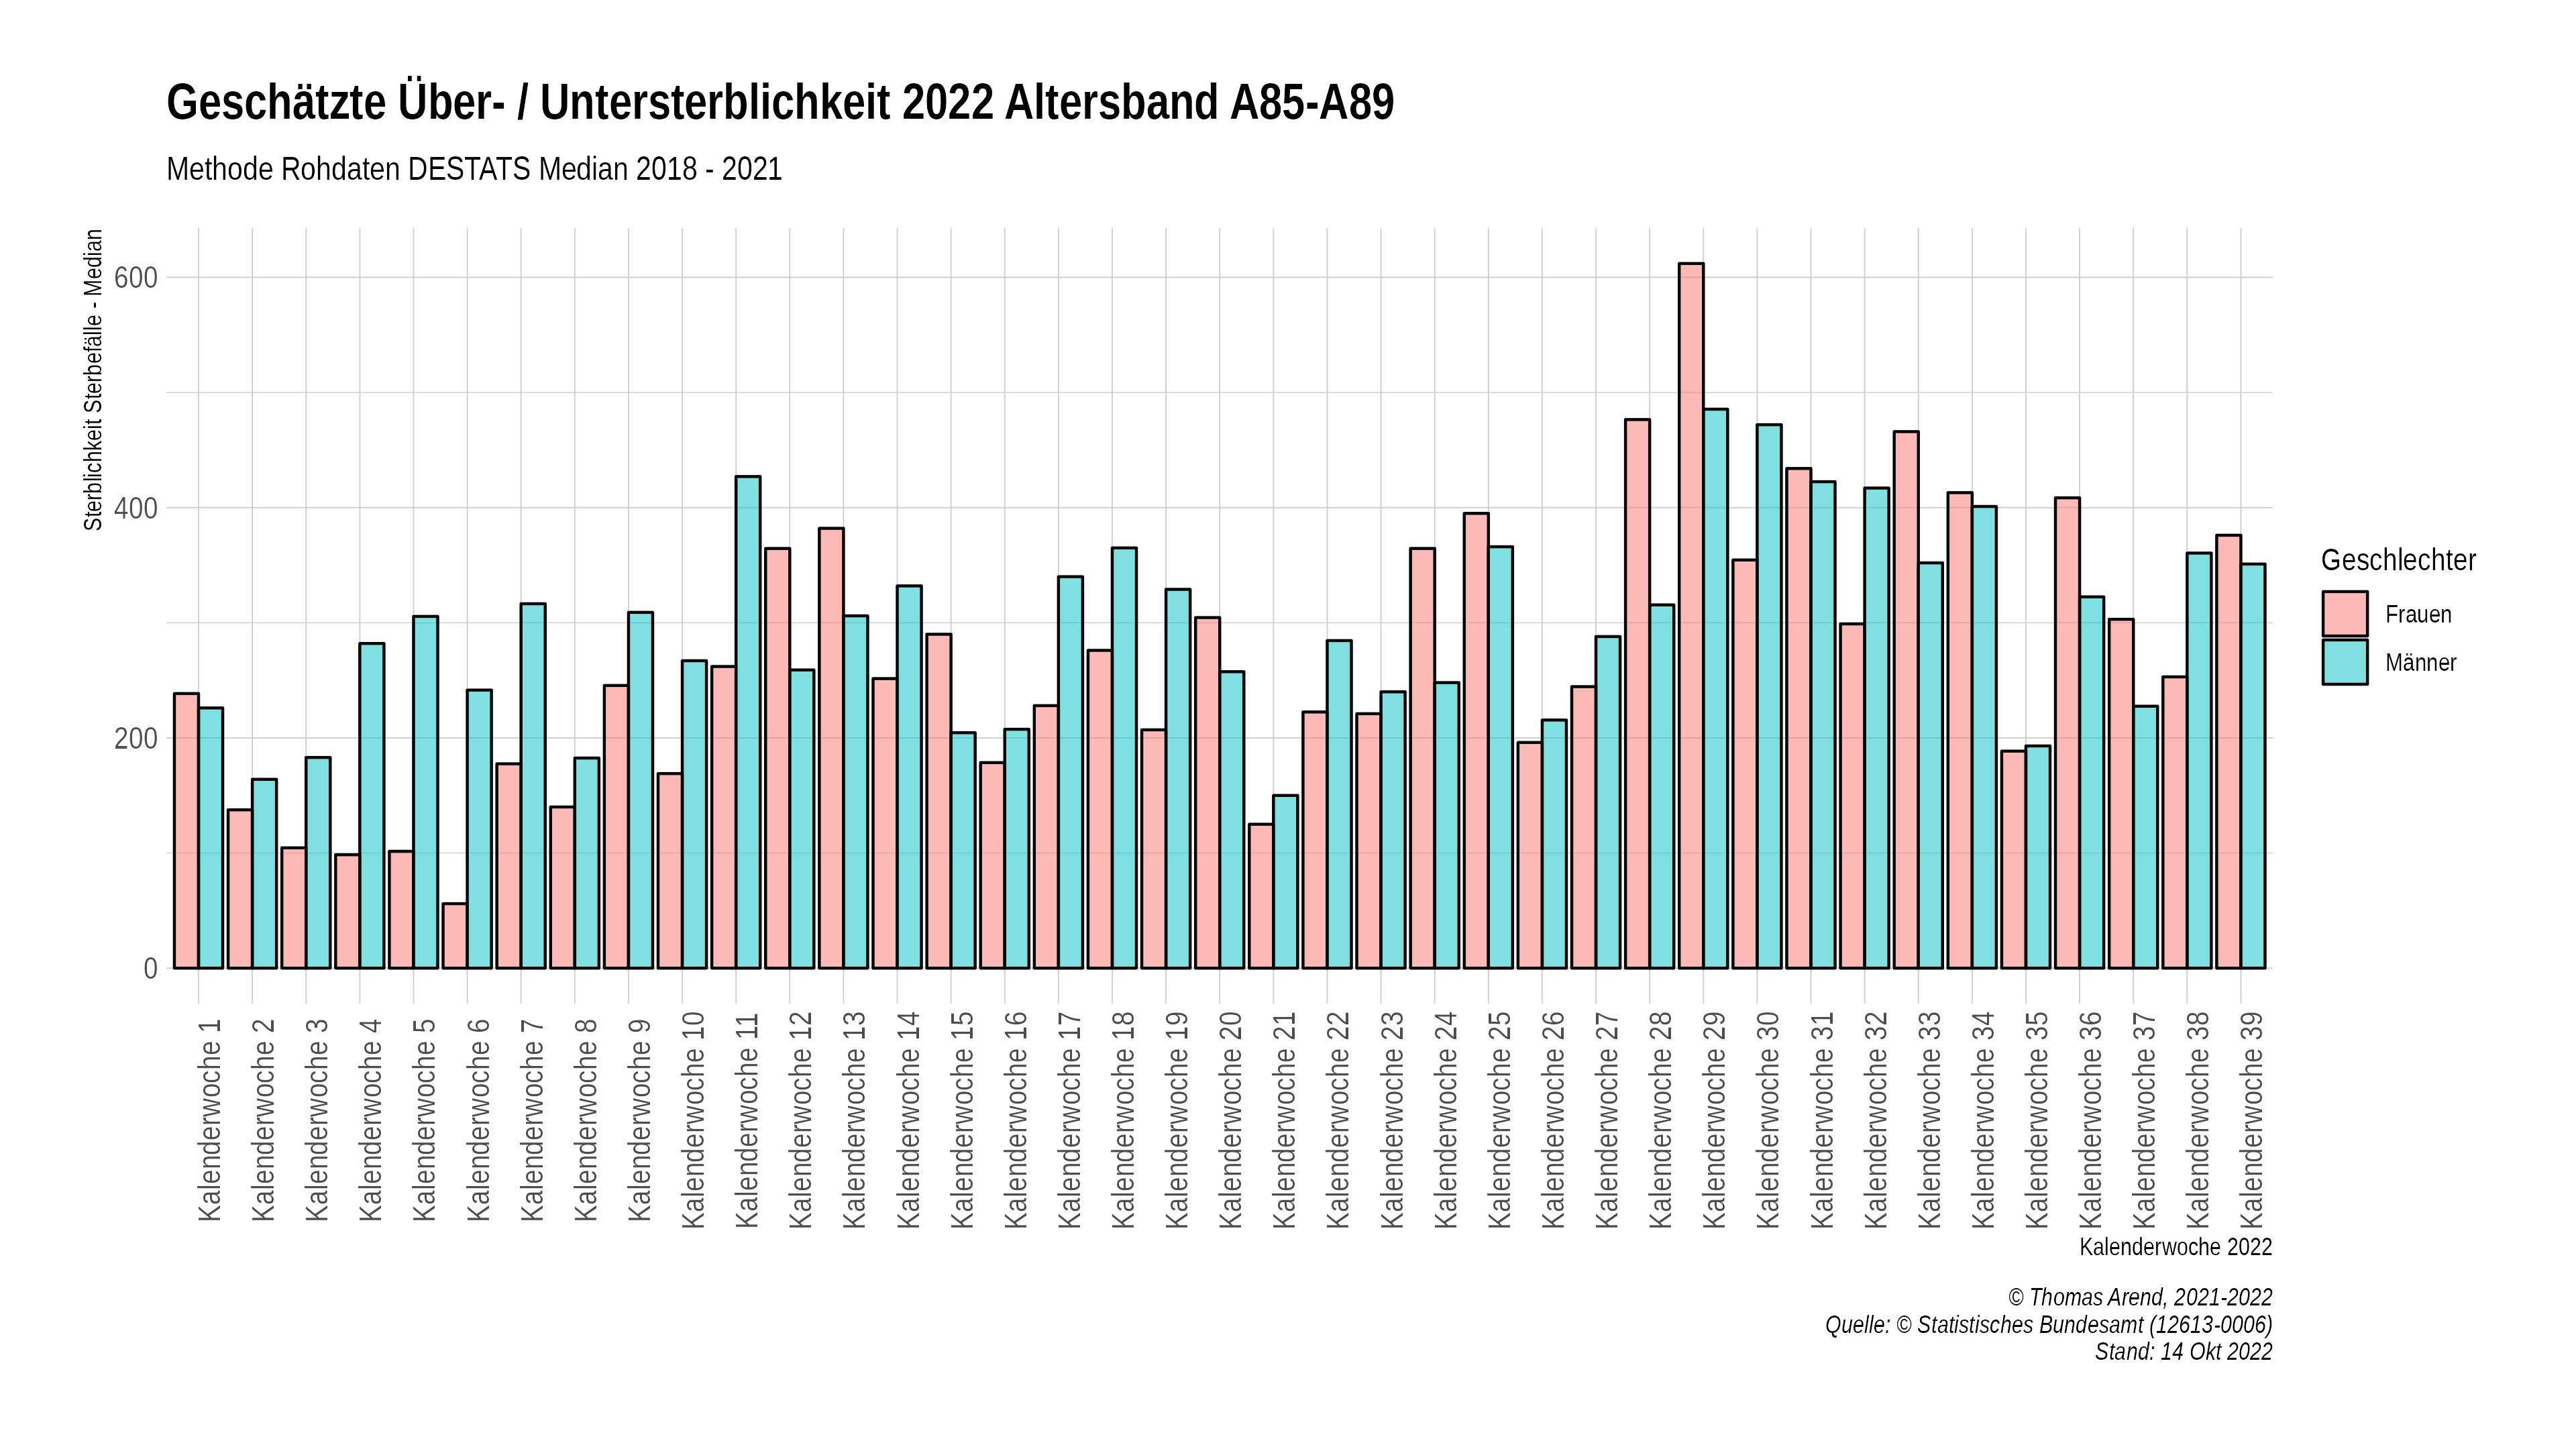 Geschätzte Über- / Untersterblichkeit 2022 Altersband A85-A89
Methode Rohdaten DESTATS Median 2018 - 2021
Sterblichkeit Sterbefälle - Median
600
400
200
0
Geschlechter
Frauen
Männer
Kalenderwoche 1
Kalenderwoche 2
Kalenderwoche 3
Kalenderwoche 4
Kalenderwoche 5
Kalenderwoche 6
Kalenderwoche 7
Kalenderwoche 8
Kalenderwoche 9
Kalenderwoche 10
Kalenderwoche 11
Kalenderwoche 12
Kalenderwoche 13
Kalenderwoche 14
Kalenderwoche 15
Kalenderwoche 16
Kalenderwoche 17
Kalenderwoche 18
Kalenderwoche 19
Kalenderwoche 20
Kalenderwoche 21
Kalenderwoche 22
Kalenderwoche 23
Kalenderwoche 24
Kalenderwoche 25
Kalenderwoche 26
Kalenderwoche 27
Kalenderwoche 28
Kalenderwoche 29
Kalenderwoche 30
Kalenderwoche 31
Kalenderwoche 32
Kalenderwoche 33
Kalenderwoche 34
Kalenderwoche 35
Kalenderwoche 36
Kalenderwoche 37
Kalenderwoche 38
Kalenderwoche 39
Kalenderwoche 2022
© Thomas Arend, 2021-2022
Quelle: © Statistisches Bundesamt (12613-0006)
Stand: 14 Okt 2022